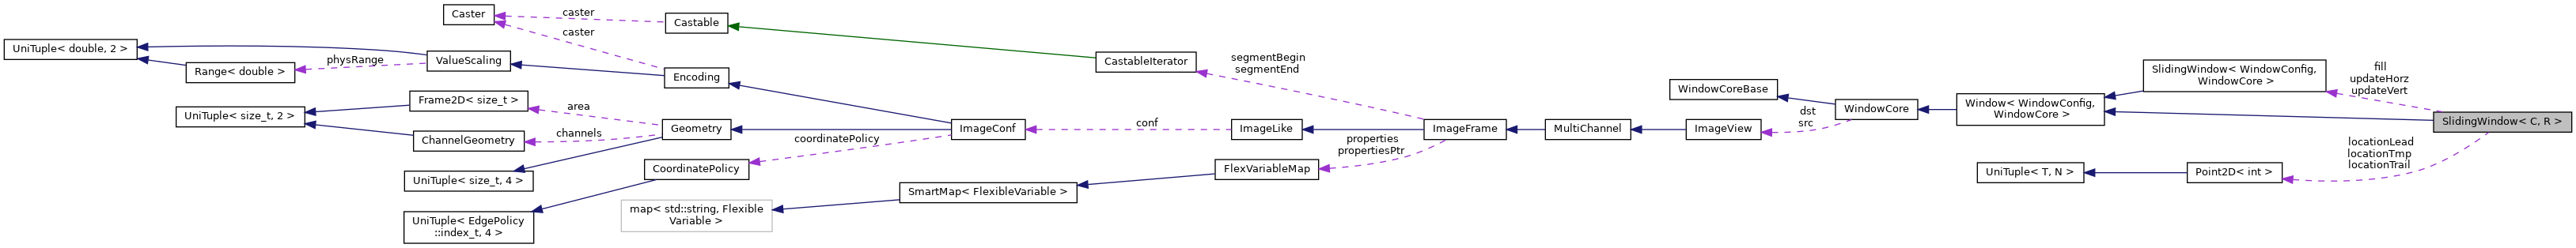 Caster
caster
caster
Castable
UniTuple< double, 2 >
Range< double >
physRange
ValueScaling
Encoding
CastableIterator
segmentBegin
segmentEnd
Frame2D< size_t >
UniTuple< size_t, 2 >
ChannelGeometry
area
channels
Geometry
coordinatePolicy
ImageConf
conf
ImageLike
ImageFrame
properties
propertiesPtr
MultiChannel
ImageView
WindowCoreBase
dst
src
WindowCore
Window< WindowConfig,
WindowCore >
SlidingWindow< WindowConfig,
WindowCore >
fill
updateHorz
updateVert
SlidingWindow< C, R >
locationLead
locationTmp
locationTrail
UniTuple< T, N >
Point2D< int >
UniTuple< size_t, 4 >
CoordinatePolicy
FlexVariableMap
SmartMap< FlexibleVariable >
map< std::string, Flexible
Variable >
UniTuple< EdgePolicy
::index_t, 4 >